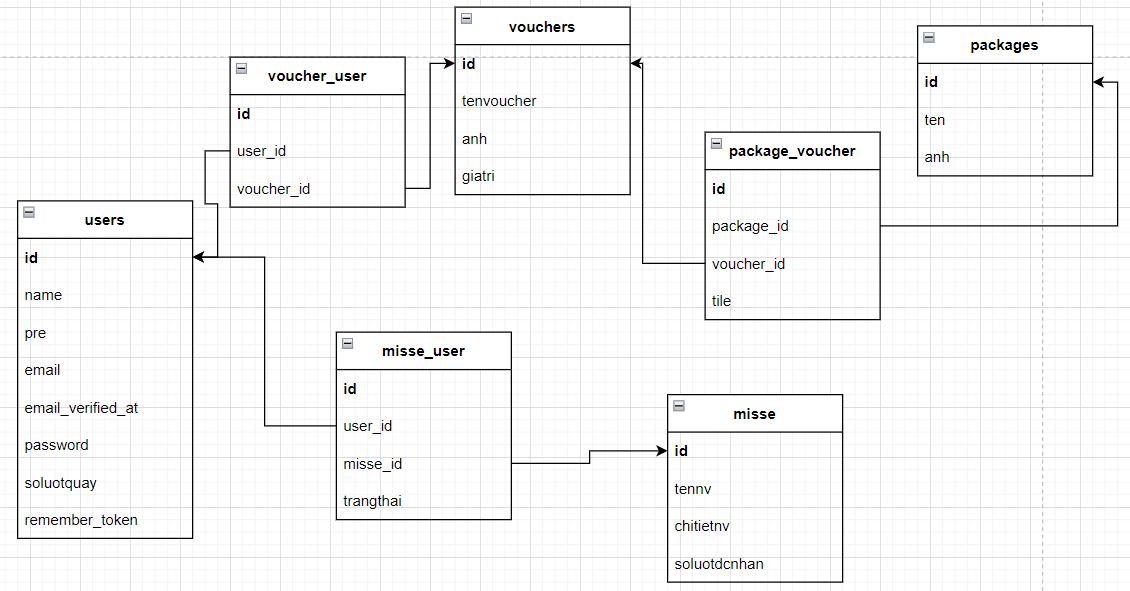 vouchers
id
tenvoucher
anh
giatri
packages
id
ten
anh
voucher_user
id
user_id
voucher_id
package_voucher
id
package_id
voucher_id
tile
users
id
name
pre
email
email_verified_at
password
soluotquay
remember_token
misse_user
id
user_id
misse_id
trangthai
misse
id
tennv
chitietnv
soluotdcnhan